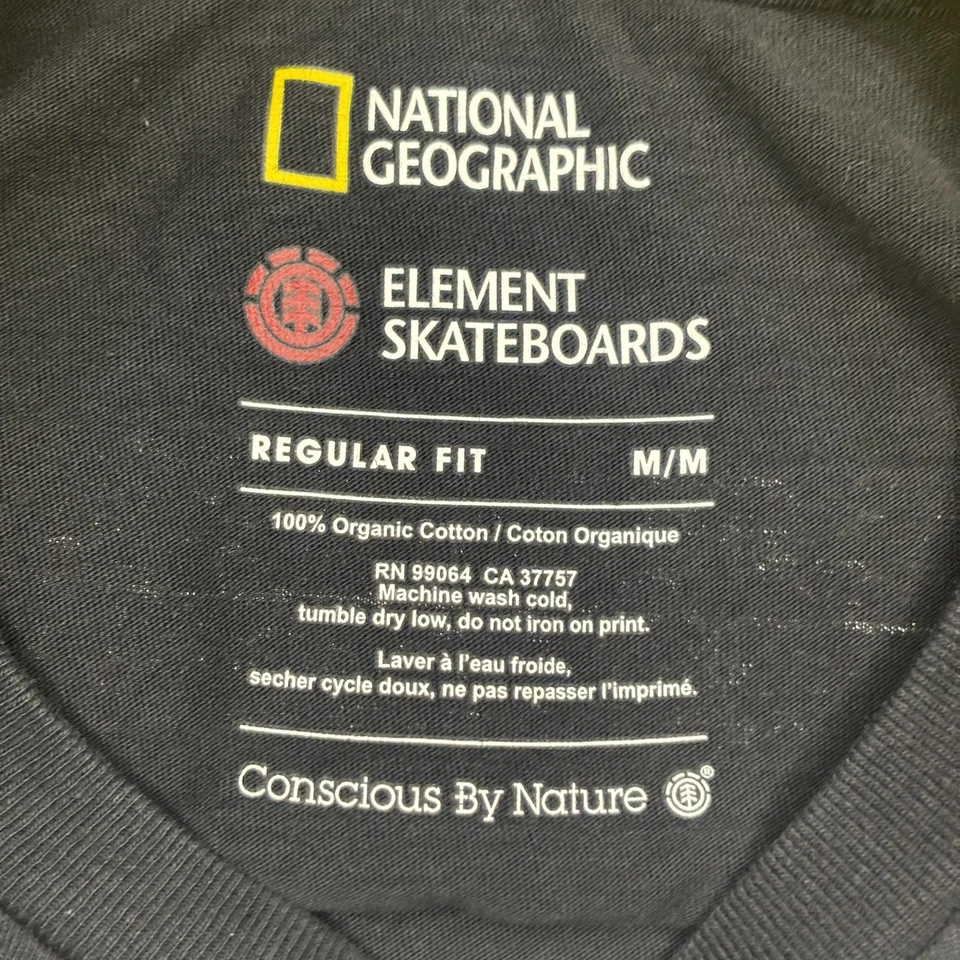 NATIONAL
GEOGRAPHIC
ELEMENT
SKATEBOARDS
REGULAR FIT M/M
100% Organic Cotton / Coton Organique
RN 99064 CA 37757
Machine wash cold,
tumble dry low, do not iron on print.
Laver à l'eau froide,
secher cycle doux, ne pas repasser l'imprimé.
Conscious By Nature ®